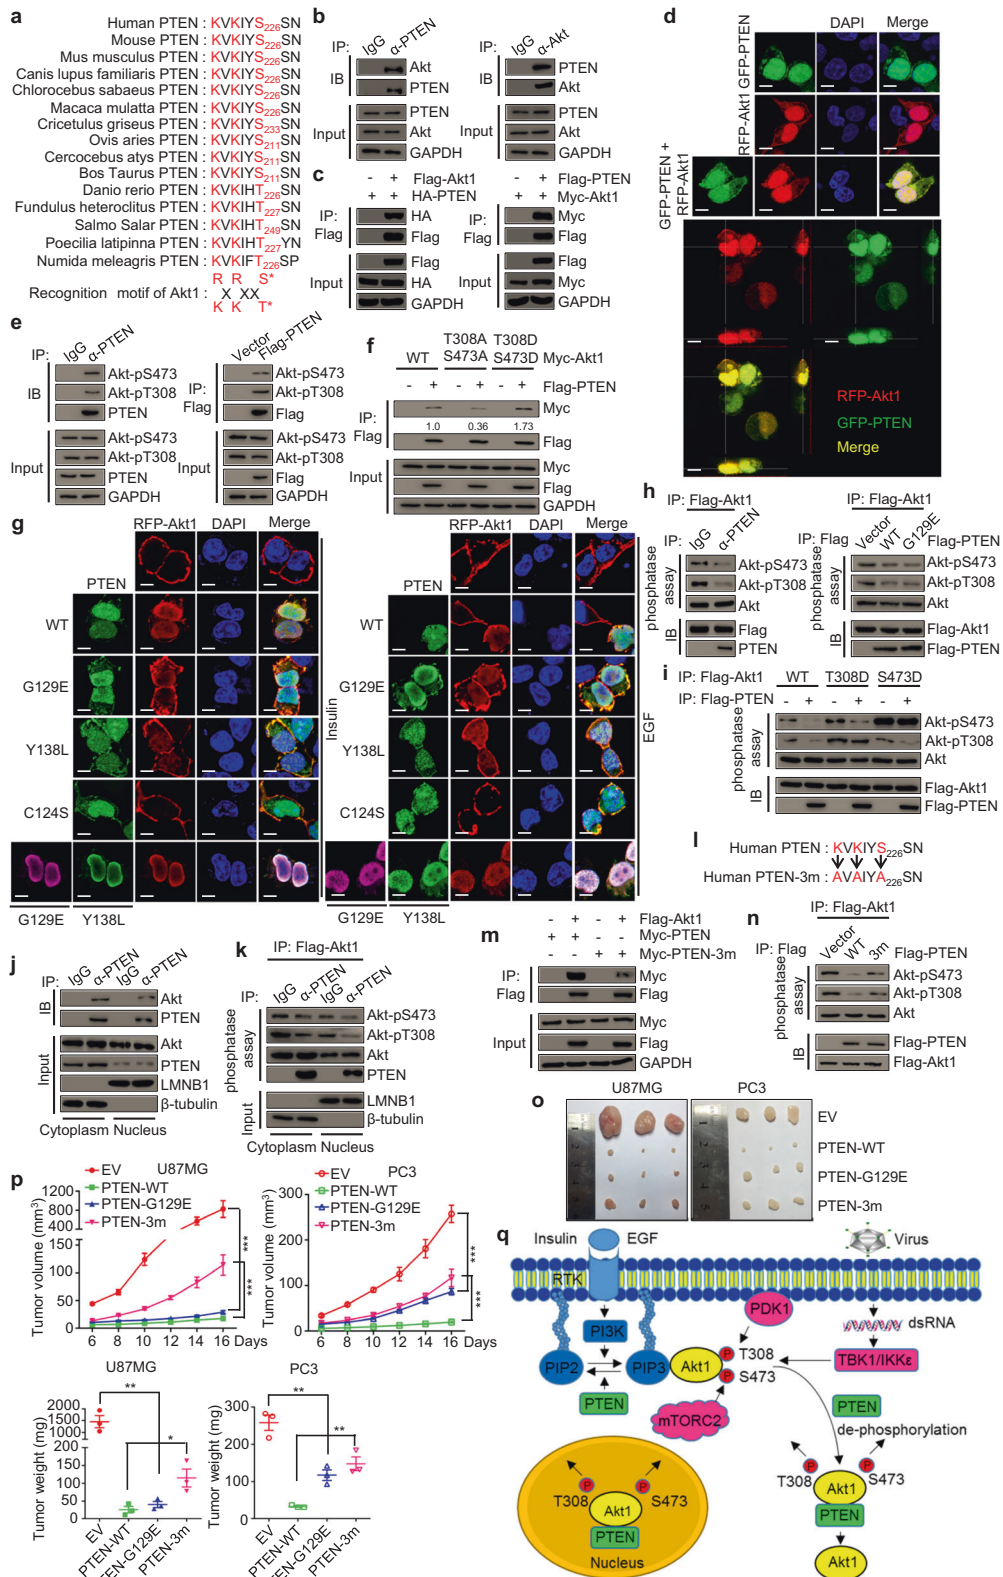 a
Human PTEN : KVKIYS226SN
Mouse PTEN : KVKIYS226SN
Mus musculus PTEN : KVKIYS226SN
Canis lupus familiaris PTEN : KVKIYS226SN
Chlorocebus sabaeus PTEN : KVKIYS226SN
Macaca mulatta PTEN : KVKIYS226SN
Cricetulus griseus PTEN : KVKIYS233SN
Ovis aries PTEN : KVKIYS211SN
Cercocebus atys PTEN : KVKIYS211SN
Bos Taurus PTEN : KVKIYS211SN
Danio rerio PTEN : KVKIHT226SN
Fundulus heteroclitus PTEN : KVKIHT227SN
Salmo Salar PTEN : KVKIHT249SN
Poecilia latipinna PTEN : KVKIHT227YN
Numida meleagris PTEN : KVKIFT226SP
R R S*
Recognition motif of Akt1 : X XX
K K T*
b
IP: IgG α-PTEN
IB
Akt
PTEN
Input
PTEN
Akt
GAPDH
IP: IgG α-Akt
IB
PTEN
Akt
Input
PTEN
Akt
GAPDH
c
- + Flag-Akt1
+ + HA-PTEN
IP: Flag
HA
Flag
Input
Flag
HA
GAPDH
- + Flag-PTEN
+ + Myc-Akt1
IP: Flag
Myc
Flag
Input
Flag
Myc
GAPDH
d
DAPI Merge
GFP-PTEN
RFP-Akt1
GFP-PTEN + RFP-Akt1
RFP-Akt1
GFP-PTEN
Merge
e
IP: IgG α-PTEN
IB
Akt-pS473
Akt-pT308
PTEN
Input
Akt-pS473
Akt-pT308
PTEN
GAPDH
Vector Flag-PTEN
IP: Flag
Akt-pS473
Akt-pT308
Flag
Input
Akt-pS473
Akt-pT308
Flag
GAPDH
f
T308A T308D
WT S473A S473D Myc-Akt1
- + - + - + Flag-PTEN
IP: Flag
Myc
1.0 0.36 1.73
Flag
Input
Myc
Flag
GAPDH
g
RFP-Akt1 DAPI Merge
PTEN
WT
G129E
Y138L
C124S
G129E Y138L
Insulin
RFP-Akt1 DAPI Merge
PTEN
WT
G129E
Y138L
C124S
G129E Y138L
EGF
h
IP: Flag-Akt1
IP: IgG α-PTEN
phosphatase assay
Akt-pS473
Akt-pT308
Akt
IB
Flag
PTEN
IP: Flag-Akt1
IP: Flag Vector WT G129E Flag-PTEN
phosphatase assay
Akt-pS473
Akt-pT308
Akt
IB
Flag-Akt1
Flag-PTEN
i
IP: Flag-Akt1 WT T308D S473D
IP: Flag-PTEN - + - + - +
phosphatase assay
Akt-pS473
Akt-pT308
Akt
IB
Flag-Akt1
Flag-PTEN
j
IP: IgG α-PTEN IgG α-PTEN
IB
Akt
PTEN
Input
Akt
PTEN
LMNB1
β-tubulin
Cytoplasm Nucleus
k
IP: Flag-Akt1
IP: IgG α-PTEN IgG α-PTEN
phosphatase assay
Akt-pS473
Akt-pT308
Akt
PTEN
Input
LMNB1
β-tubulin
Cytoplasm Nucleus
l
Human PTEN : KVKIYS226SN
Human PTEN-3m : AVAIYA226SN
m
- + - + Flag-Akt1
+ + - - Myc-PTEN
- - + + Myc-PTEN-3m
IP: Flag
Myc
Flag
Input
Myc
Flag
GAPDH
n
IP: Flag-Akt1
IP: Flag Vector WT 3m Flag-PTEN
phosphatase assay
Akt-pS473
Akt-pT308
Akt
IB
Flag-PTEN
Flag-Akt1
o
U87MG PC3
EV
PTEN-WT
PTEN-G129E
PTEN-3m
p
U87MG
EV
PTEN-WT
PTEN-G129E
PTEN-3m
Tumor volume (mm3)
1200
800
400
100
50
0
6 8 10 12 14 16 Days
*** *** ***
PC3
EV
PTEN-WT
PTEN-G129E
PTEN-3m
Tumor volume (mm3)
300
200
100
0
6 8 10 12 14 16 Days
*** *** ***
U87MG
Tumor weight (mg)
2500
1500
500
150
100
50
0
**
*
EV PTEN-WT PTEN-G129E PTEN-3m
PC3
Tumor weight (mg)
300
200
100
0
**
**
EV PTEN-WT PTEN-G129E PTEN-3m
q
Insulin EGF Virus
RTK
PDK1
dsRNA
PI3K
PIP2 PIP3 Akt1
P T308
P S473
TBK1/IKKε
PTEN
mTORC2
PTEN
de-phosphorylation
P P
T308 S473
Akt1
PTEN
Nucleus
P P
T308 S473
Akt1
PTEN
Akt1